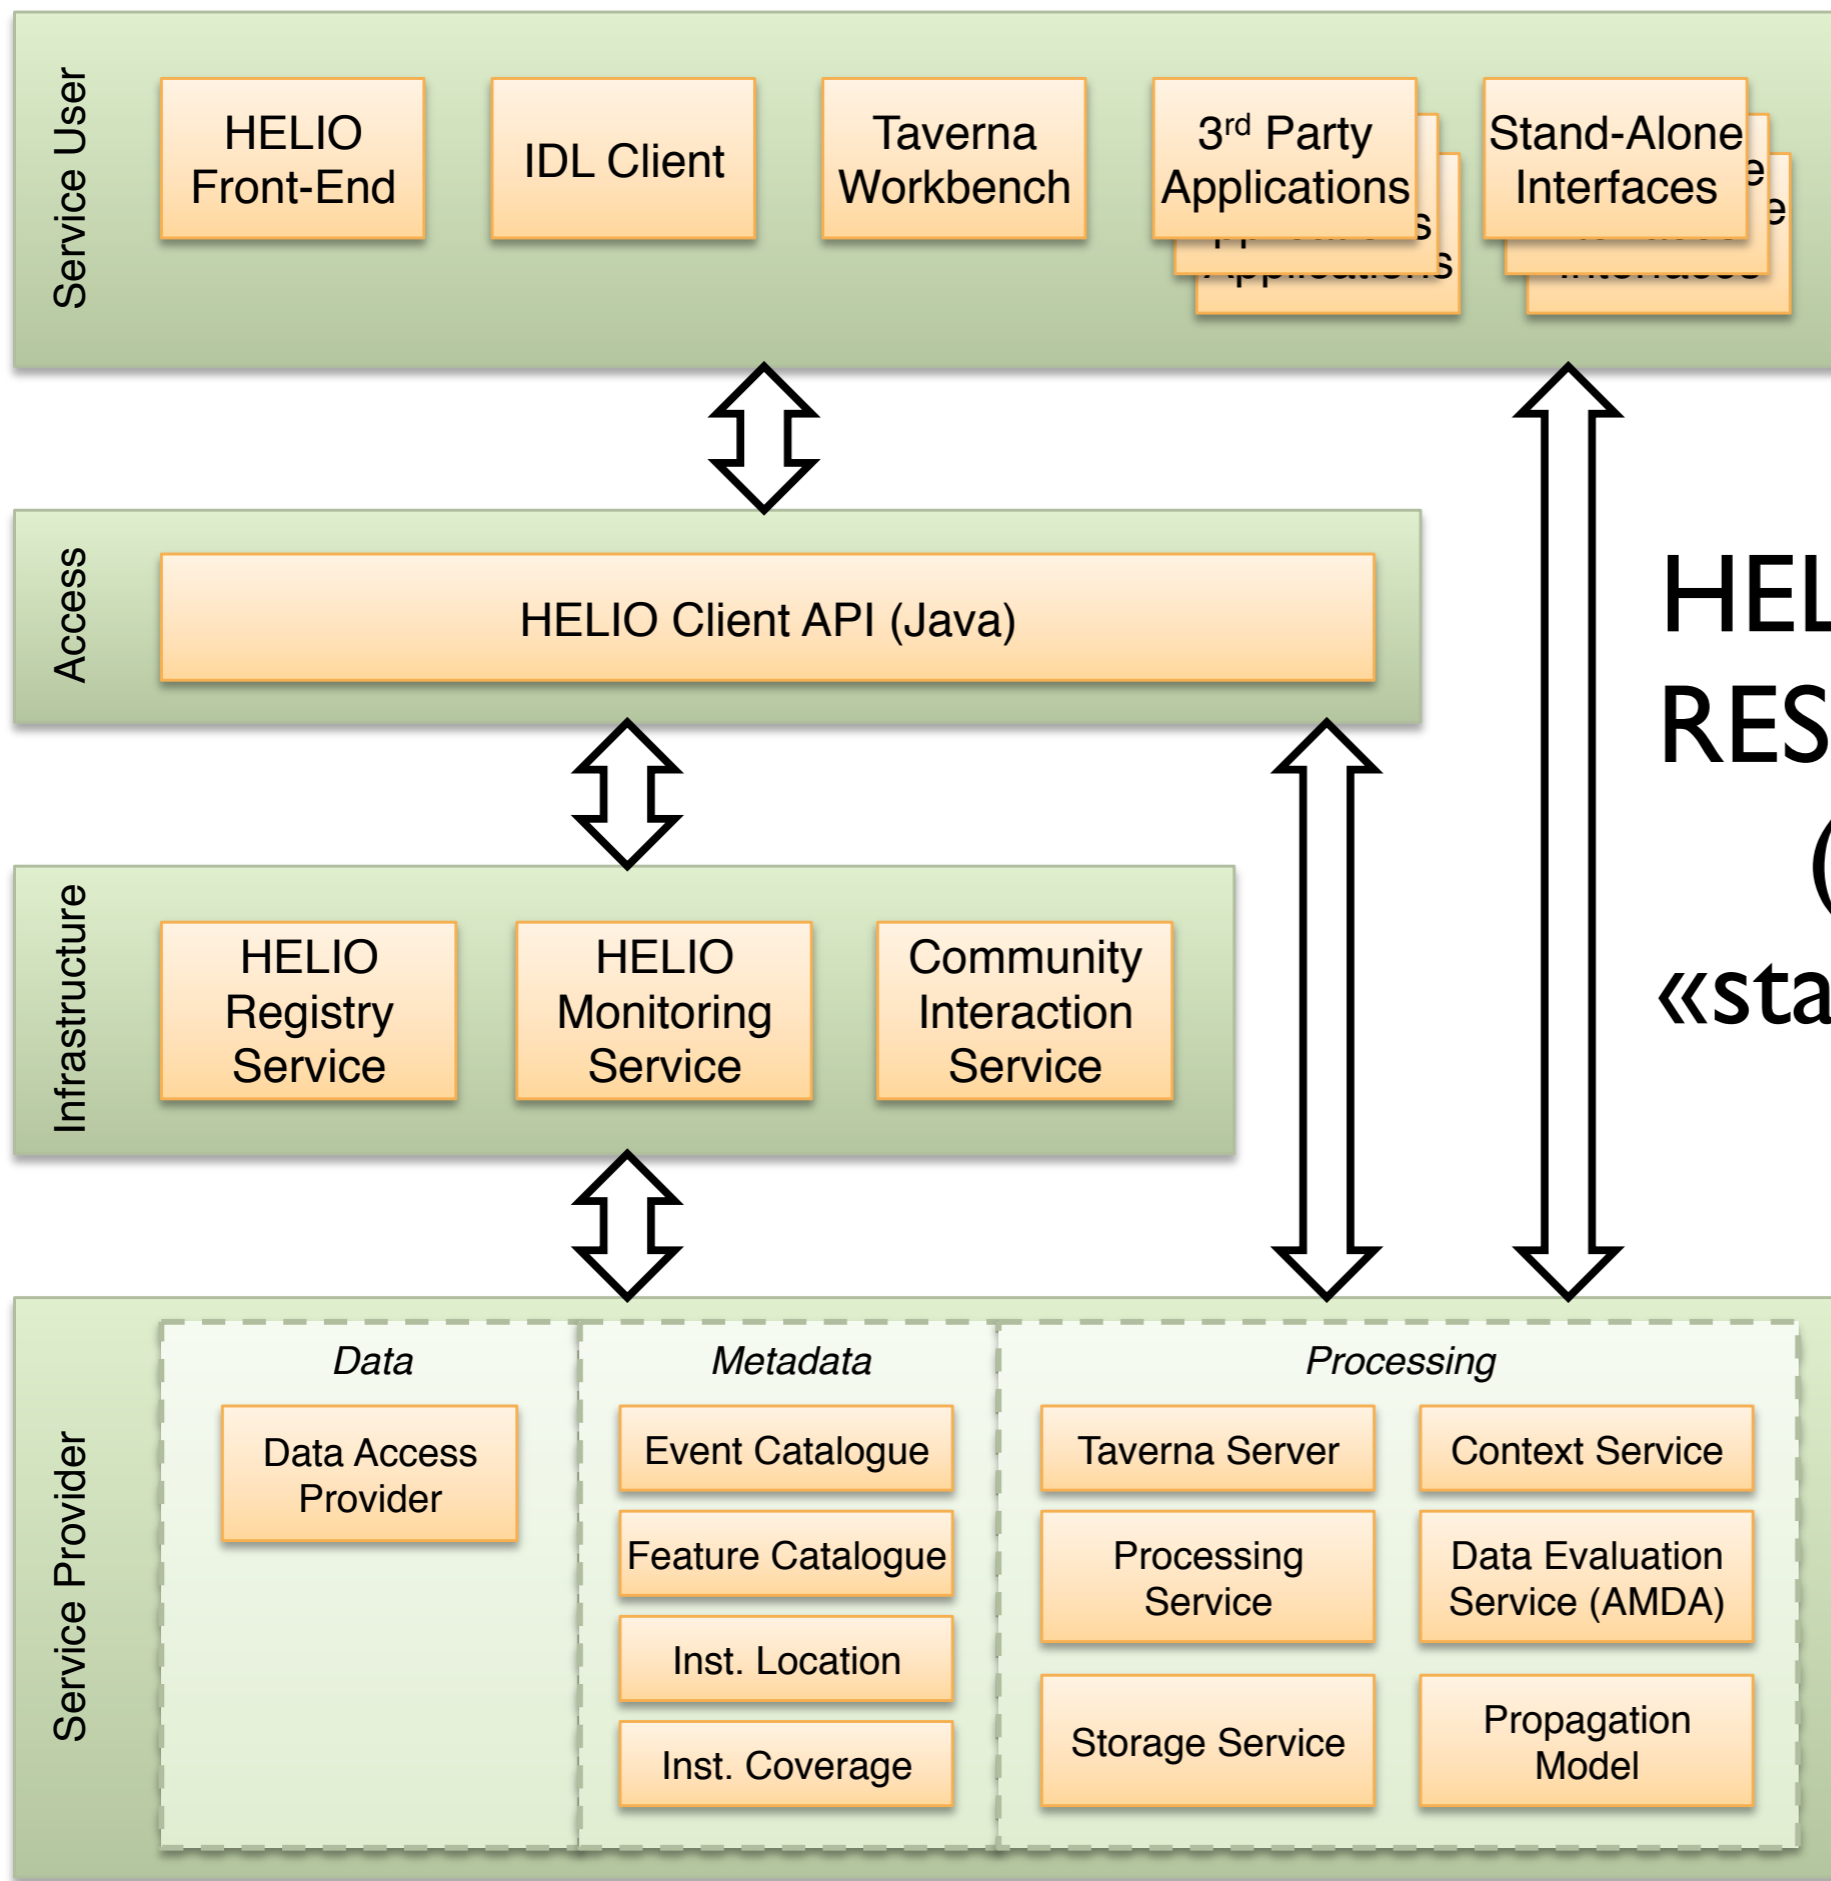 Service User
HELIO
Front-End
IDL Client
Taverna
Workbench
3rd Party
Applications
Applications
Stand-Alone
Interfaces
Interfaces
Access
HELIO Client API (Java)
HEL
RES
(
«sta
Infrastructure
HELIO
Registry
Service
HELIO
Monitoring
Service
Community
Interaction
Service
Service Provider
Data
Data Access
Provider
Metadata
Event Catalogue
Feature Catalogue
Inst. Location
Inst. Coverage
Processing
Taverna Server
Context Service
Processing
Service
Data Evaluation
Service (AMDA)
Storage Service
Propagation
Model